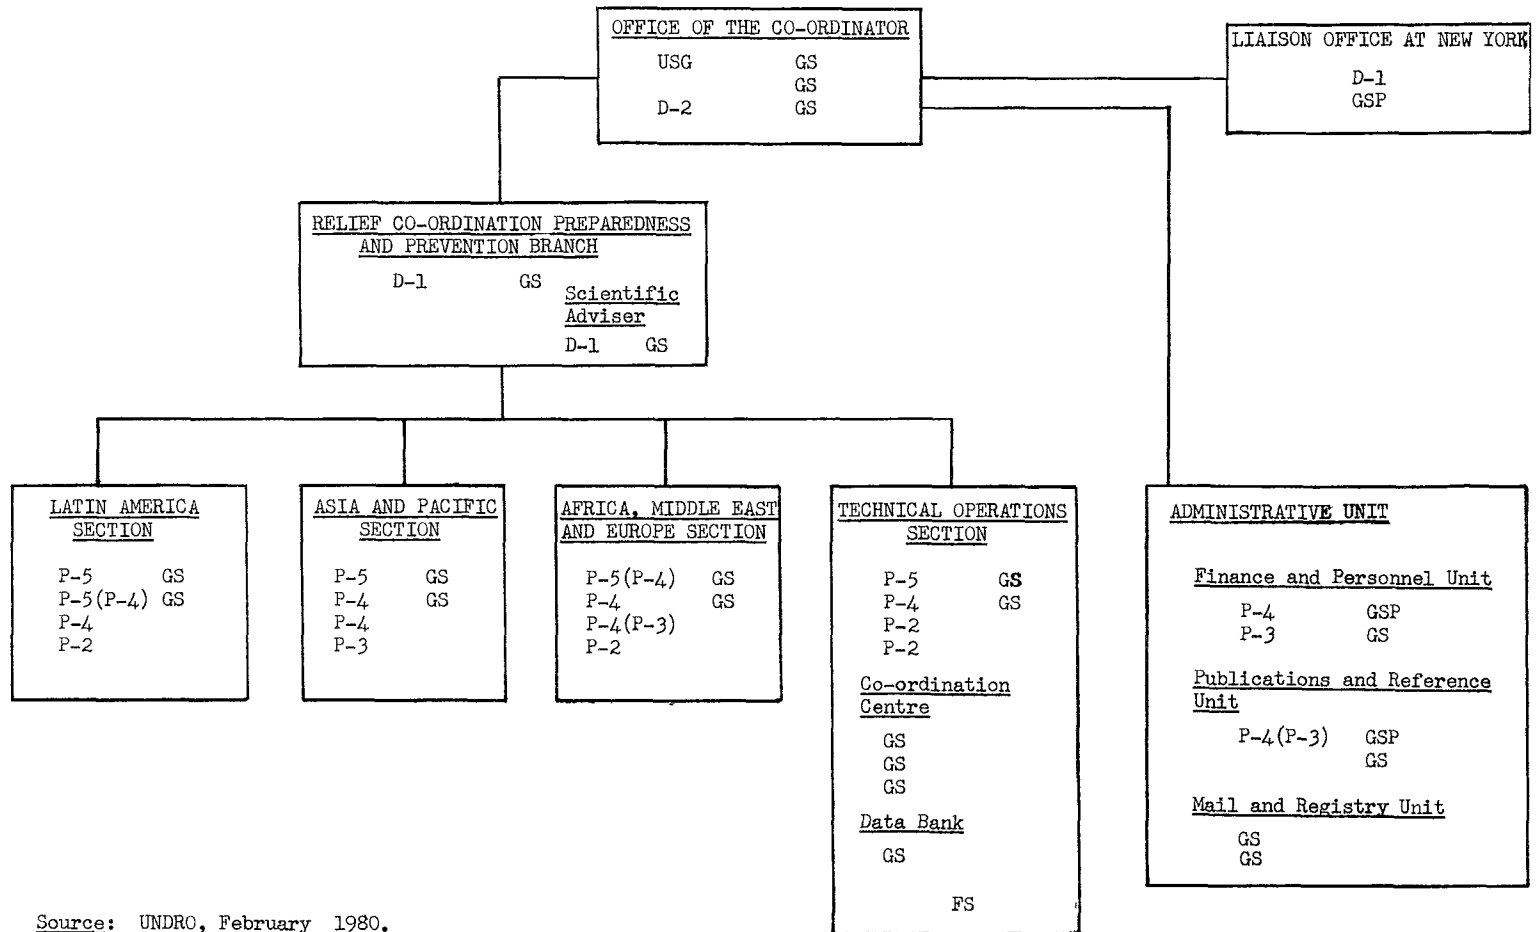 OFFICE OF THE CO-ORDINATOR
USG GS
GS
D-2 GS
LIAISON OFFICE AT NEW YORK
D-1
GSP
RELIEF CO-ORDINATION PREPAREDNESS
AND PREVENTION BRANCH
D-1 GS
Scientific
Adviser
D-1 GS
LATIN AMERICA
SECTION
P-5 GS
P-5(P-4) GS
P-4
P-2
ASIA AND PACIFIC
SECTION
P-5 GS
P-4 GS
P-4
P-3
AFRICA, MIDDLE EAST
AND EUROPE SECTION
P-5(P-4) GS
P-4 GS
P-4(P-3)
P-2
TECHNICAL OPERATIONS
SECTION
P-5 GS
P-4 GS
P-2
P-2
Co-ordination
Centre
GS
GS
GS
Data Bank
GS
FS
ADMINISTRATIVE UNIT
Finance and Personnel Unit
P-4 GSP
P-3 GS
Publications and Reference
Unit
P-4(P-3) GSP
GS
Mail and Registry Unit
GS
GS
Source: UNDRO, February 1980.